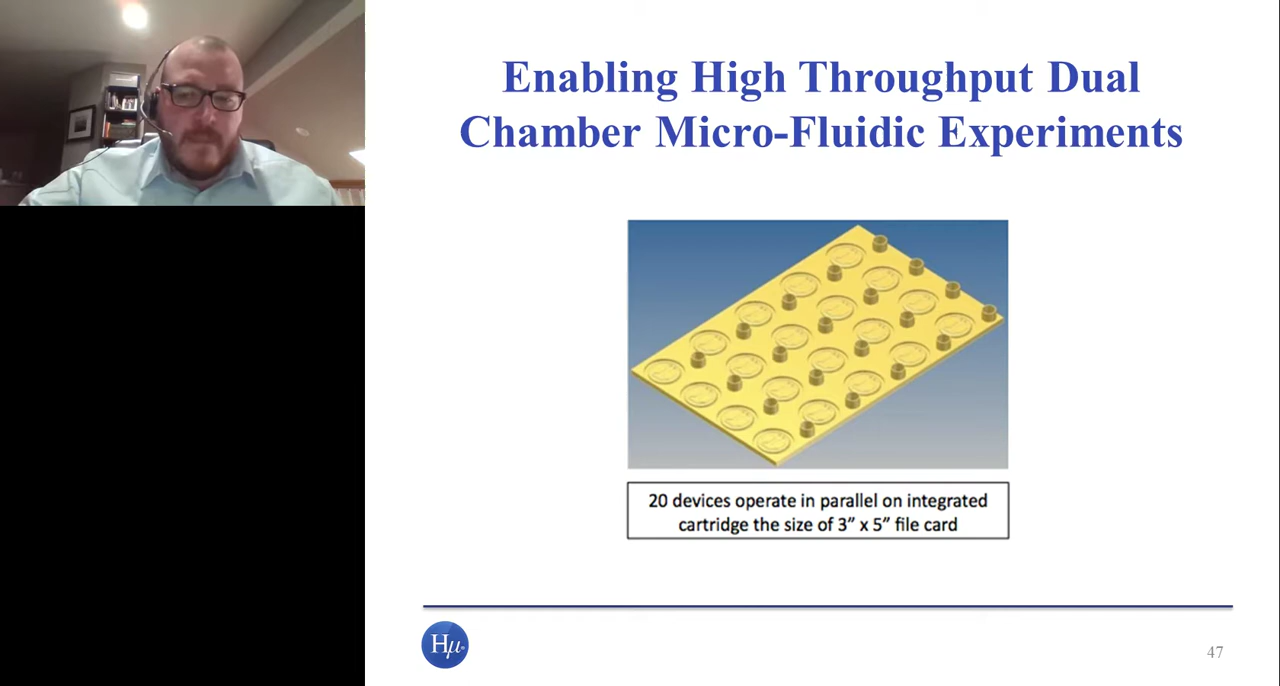 Enabling High Throughput Dual
Chamber Micro-Fluidic Experiments
20 devices operate in parallel on integrated
cartridge the size of 3” x 5” file card
Hμ
47